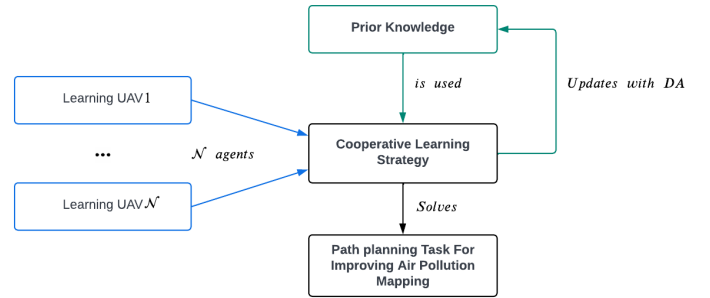 Prior Knowledge
is used
Updates with DA
Learning UAV1
... 𝒩 agents
Cooperative Learning
Strategy
Learning UAV𝒩
Solves
Path planning Task For
Improving Air Pollution
Mapping